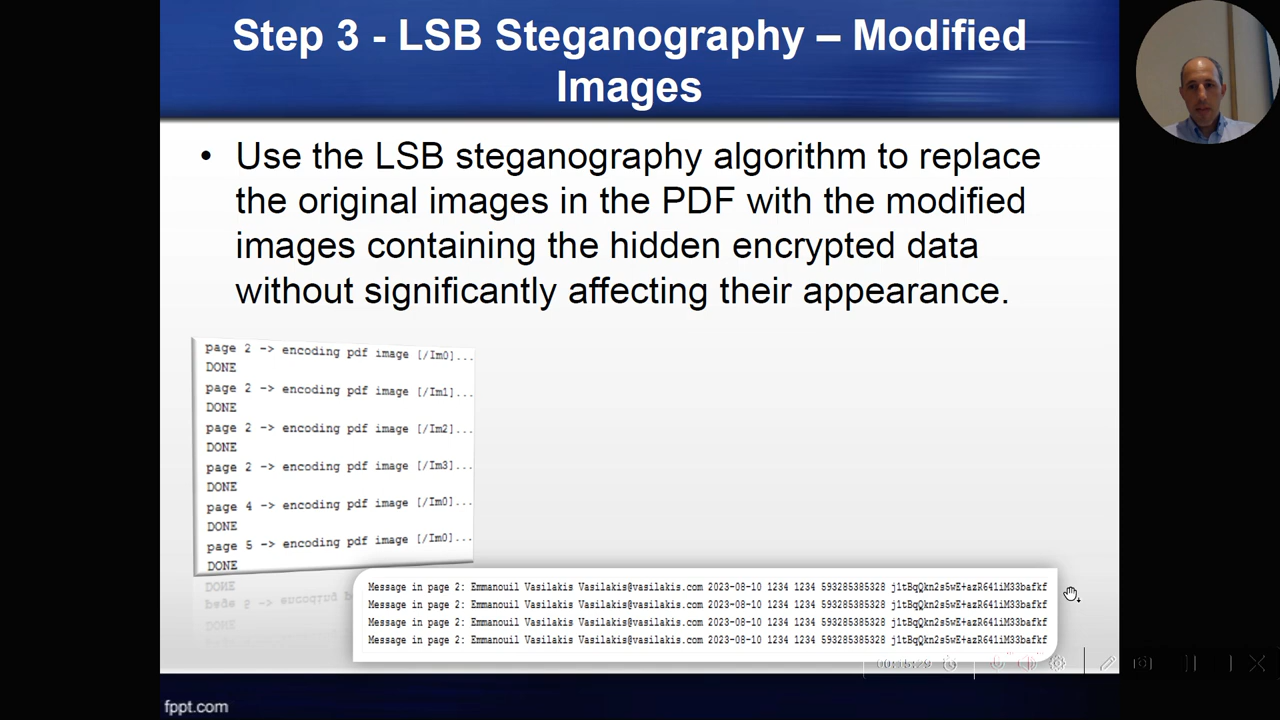 Step 3 - LSB Steganography – Modified
Images
• Use the LSB steganography algorithm to replace
the original images in the PDF with the modified
images containing the hidden encrypted data
without significantly affecting their appearance.
page 2 -> encoding pdf image [/Im0]...
DONE
page 2 -> encoding pdf image [/Im1]...
DONE
page 2 -> encoding pdf image [/Im2]...
DONE
page 2 -> encoding pdf image [/Im3]...
DONE
page 4 -> encoding pdf image [/Im0]...
DONE
page 5 -> encoding pdf image [/Im0]...
DONE
Message in page 2: Emmanouil Vasilakis Vasilakis@vasilakis.com 2023-08-10 1234 1234 593285385328 j1tBqQkn2s5wE+azR641iM33bafkf
Message in page 2: Emmanouil Vasilakis Vasilakis@vasilakis.com 2023-08-10 1234 1234 593285385328 j1tBqQkn2s5wE+azR641iM33bafkf
Message in page 2: Emmanouil Vasilakis Vasilakis@vasilakis.com 2023-08-10 1234 1234 593285385328 j1tBqQkn2s5wE+azR641iM33bafkf
Message in page 2: Emmanouil Vasilakis Vasilakis@vasilakis.com 2023-08-10 1234 1234 593285385328 j1tBqQkn2s5wE+azR641iM33bafkf
00:15:29
fppt.com